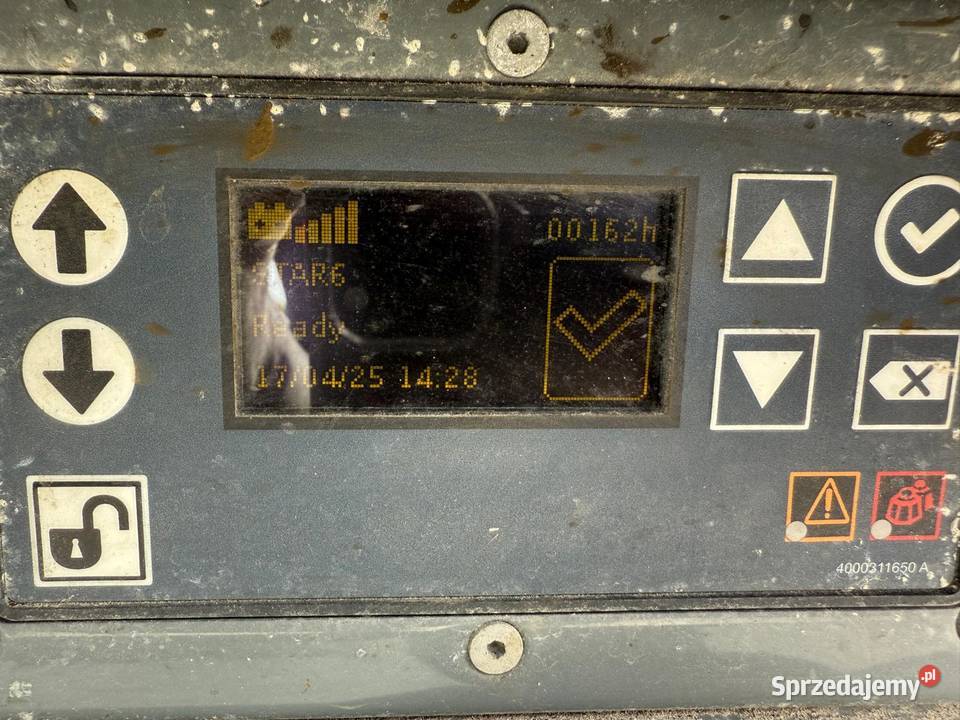 00162h
STAR6
Ready
17/04/25 14:28
4000311650 A
Sprzedajemy.pl